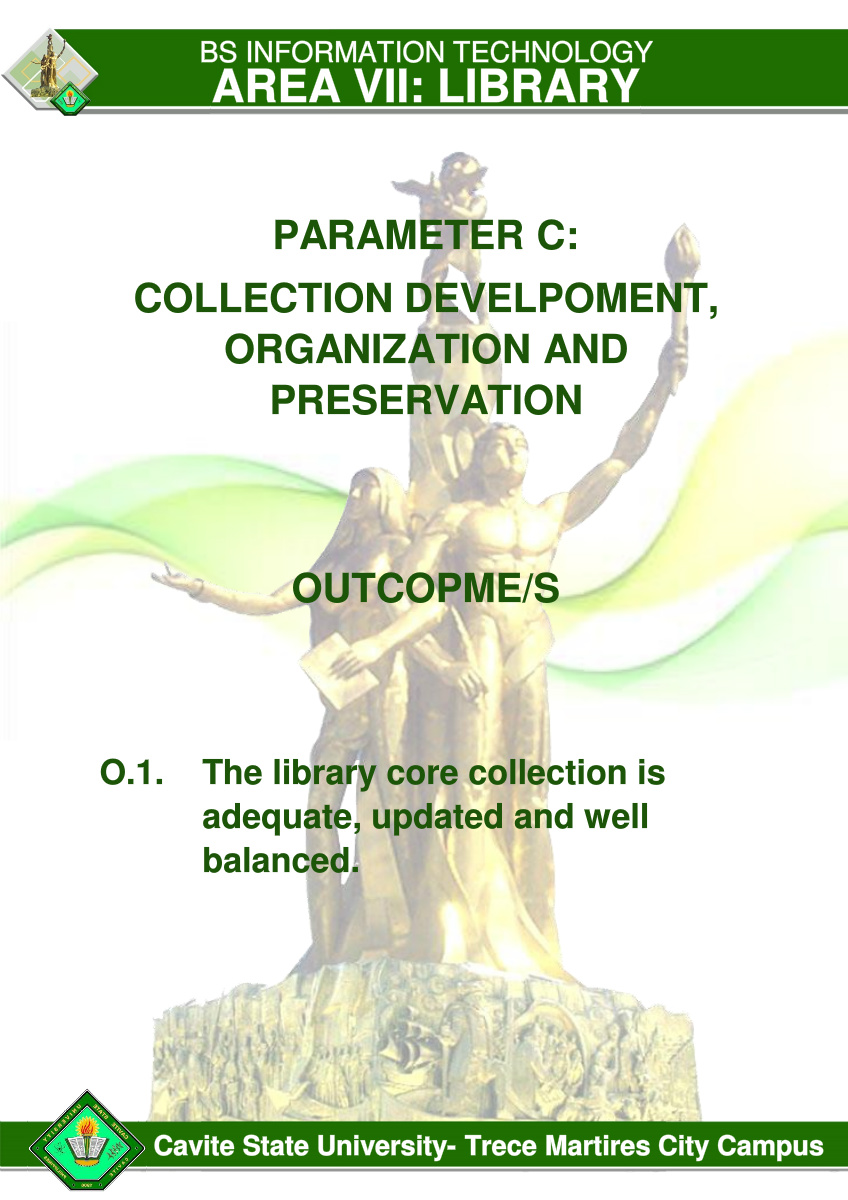 BS INFORMATION TECHNOLOGY
AREA VII: LIBRARY
PARAMETER C:
COLLECTION DEVELPOMENT,
ORGANIZATION AND
PRESERVATION
OUTCOPME/S
O.1. The library core collection is
adequate, updated and well
balanced.
Cavite State University- Trece Martires City Campus